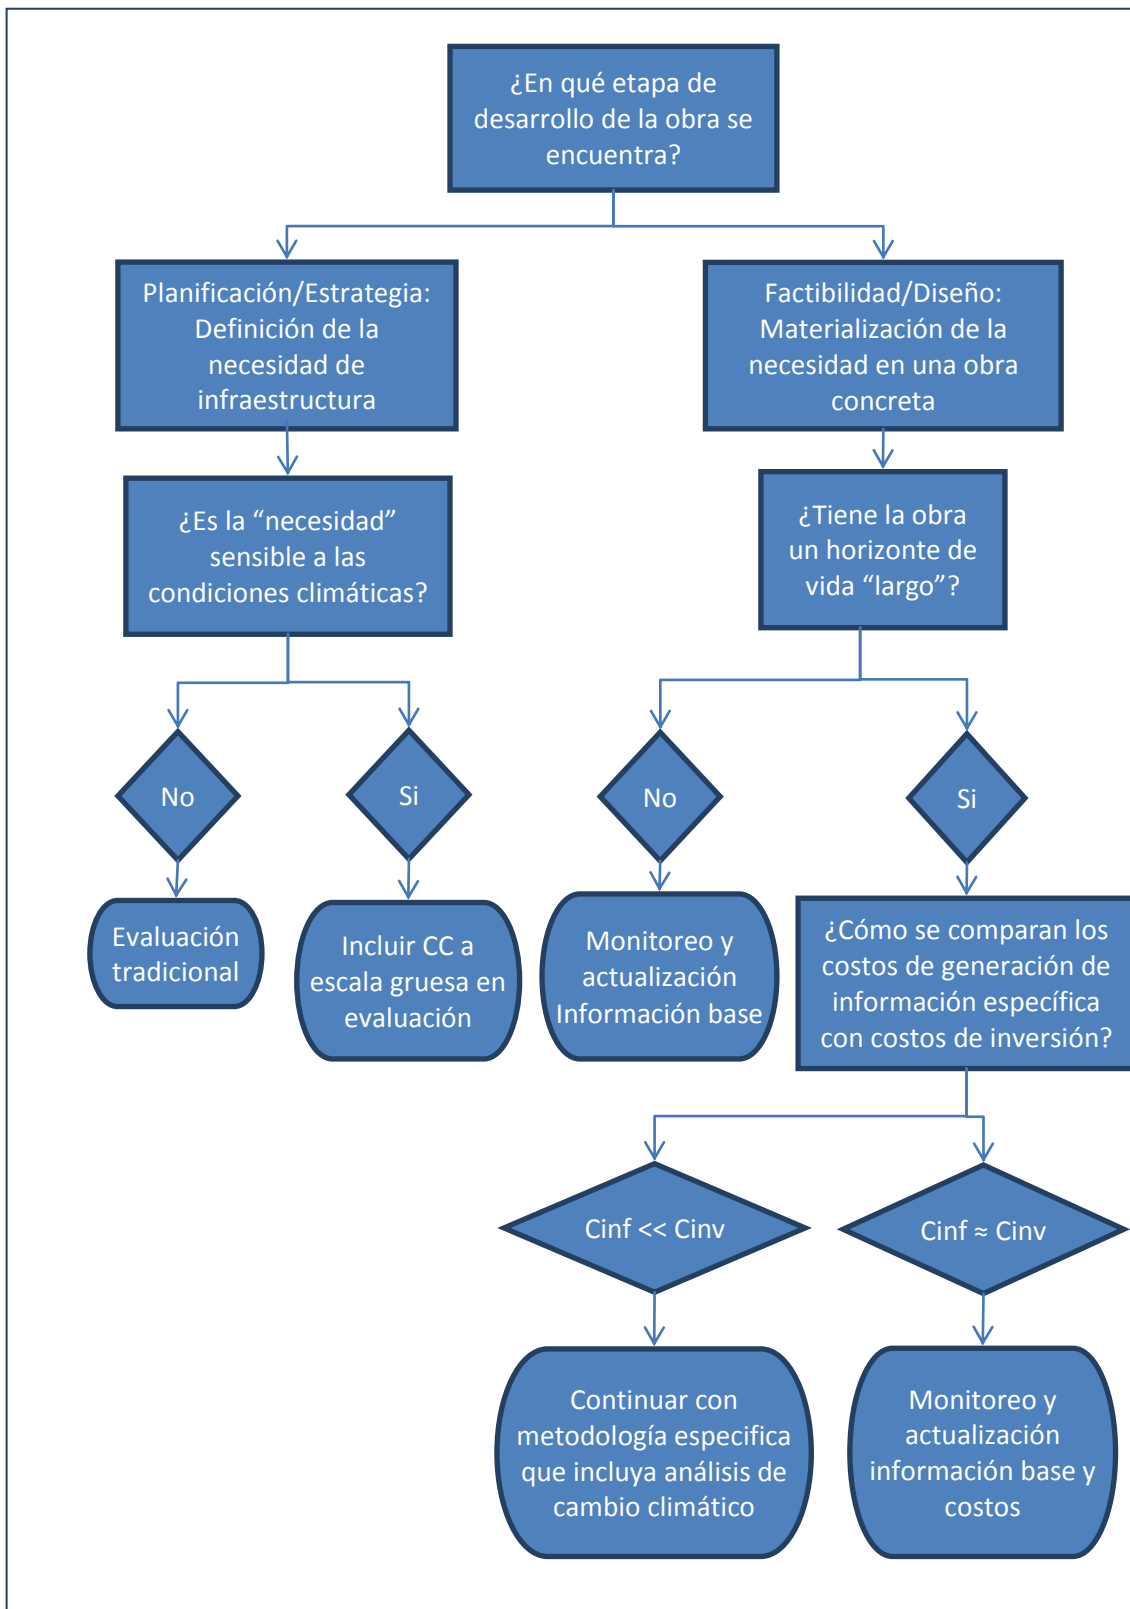 ¿En qué etapa de
desarrollo de la obra se
encuentra?
Planificación/Estrategia:
Definición de la
necesidad de
infraestructura
Factibilidad/Diseño:
Materialización de la
necesidad en una obra
concreta
¿Es la “necesidad”
sensible a las
condiciones climáticas?
¿Tiene la obra
un horizonte de
vida “largo”?
No
Si
No
Si
Evaluación
tradicional
Incluir CC a
escala gruesa en
evaluación
Monitoreo y
actualización
Información base
¿Cómo se comparan los
costos de generación de
información específica
con costos de inversión?
Cinf << Cinv
Cinf ≈ Cinv
Continuar con
metodología especifica
que incluya análisis de
cambio climático
Monitoreo y
actualización
información base y
costos